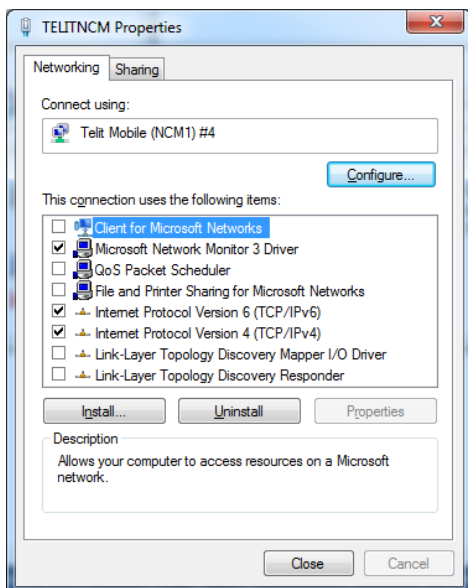 TELITNCM Properties
Networking
Sharing
Connect using:
Telit Mobile (NCM1) #4
Configure...
This connection uses the following items:
Client for Microsoft Networks
Microsoft Network Monitor 3 Driver
QoS Packet Scheduler
File and Printer Sharing for Microsoft Networks
Internet Protocol Version 6 (TCP/IPv6)
Internet Protocol Version 4 (TCP/IPv4)
Link-Layer Topology Discovery Mapper I/O Driver
Link-Layer Topology Discovery Responder
Install...
Uninstall
Properties
Description
Allows your computer to access resources on a Microsoft
network.
Close
Cancel